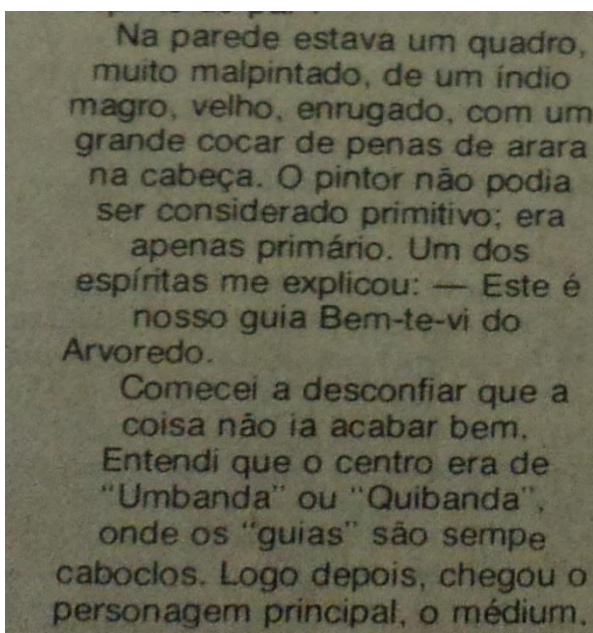 Na parede estava um quadro,
muito malpintado, de um índio
magro, velho, enrugado, com um
grande cocar de penas de arara
na cabeça. O pintor não podia
ser considerado primitivo; era
apenas primário. Um dos
espíritas me explicou: — Este é
nosso guia Bem-te-vi do
Arvoredo.
Comecei a desconfiar que a
coisa não ia acabar bem.
Entendi que o centro era de
"Umbanda" ou "Quibanda",
onde os "guias" são sempe
caboclos. Logo depois, chegou o
personagem principal, o médium,